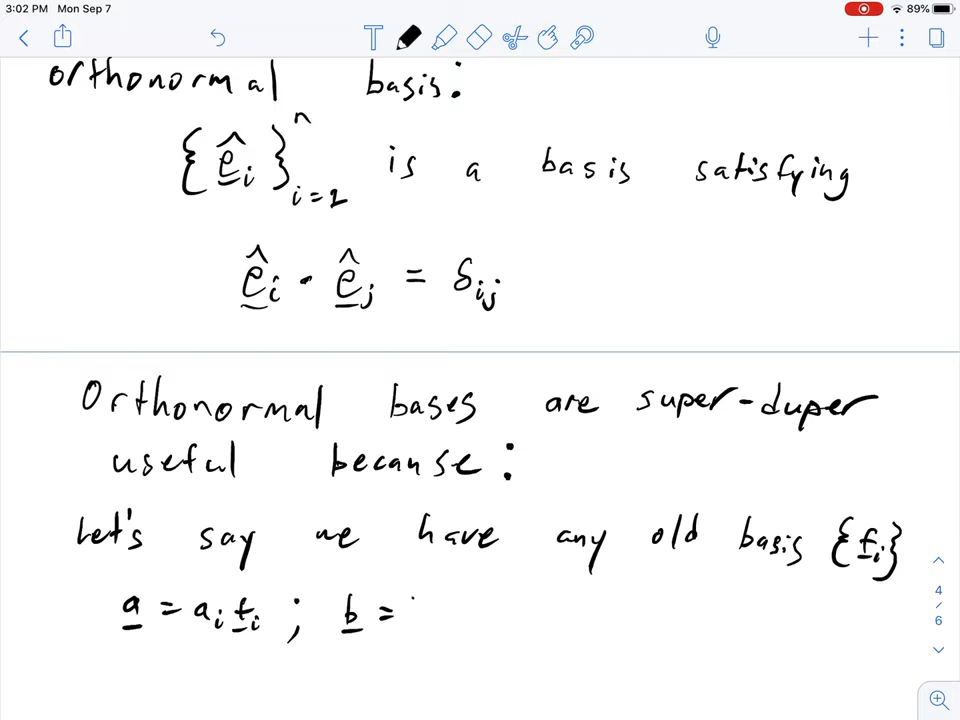 3:02 PM Mon Sep 7
89%
orthonormal basis:
{ê_i}_{i=1}^n is a basis satisfying
ê_i · ê_j = δ_ij
Orthonormal bases are super-duper
useful because:
Let's say we have any old basis {f_i}
a = a_i f_i ; b =
4
/
6